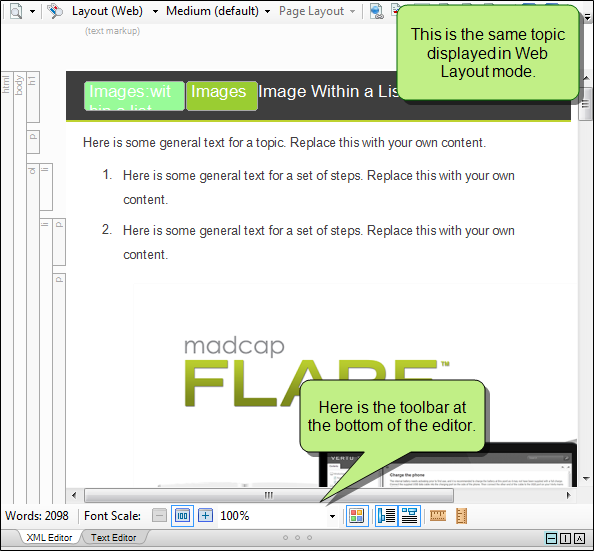 Layout (Web) Medium (default) Page Layout
This is the same topic
displayed in Web
Layout mode.
(text markup)
html
body
h1
Images:wit
hin a list
Images
Image Within a Lis
p
Here is some general text for a topic. Replace this with your own content.
ol
li
1. Here is some general text for a set of steps. Replace this with your own
content.
li
p
2. Here is some general text for a set of steps. Replace this with your own
content.
p
madcap
FLARE™
Here is the toolbar at
the bottom of the editor.
Charge the phone
Words: 2098 Font Scale: 100 100%
XML Editor Text Editor